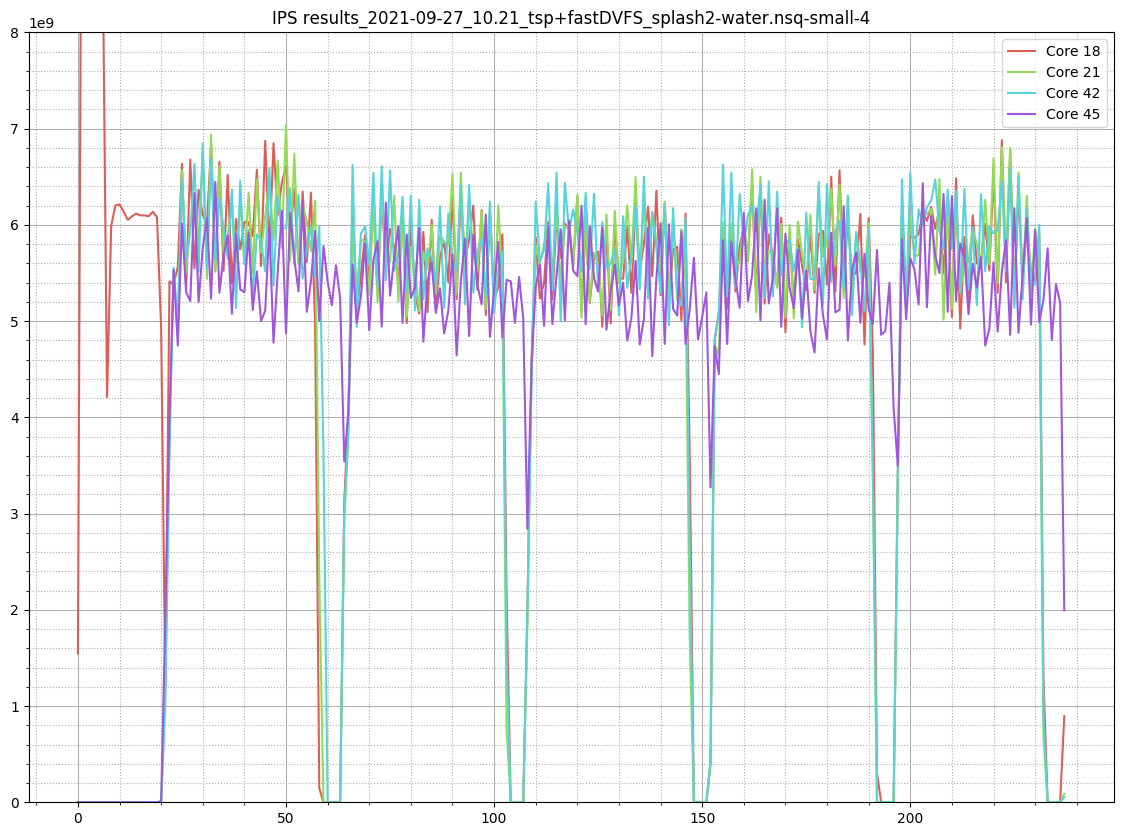 IPS results_2021-09-27_10.21_tsp+fastDVFS_splash2-water.nsq-small-4
1e9
8
7
6
5
4
3
2
1
0
0 50 100 150 200
Core 18
Core 21
Core 42
Core 45